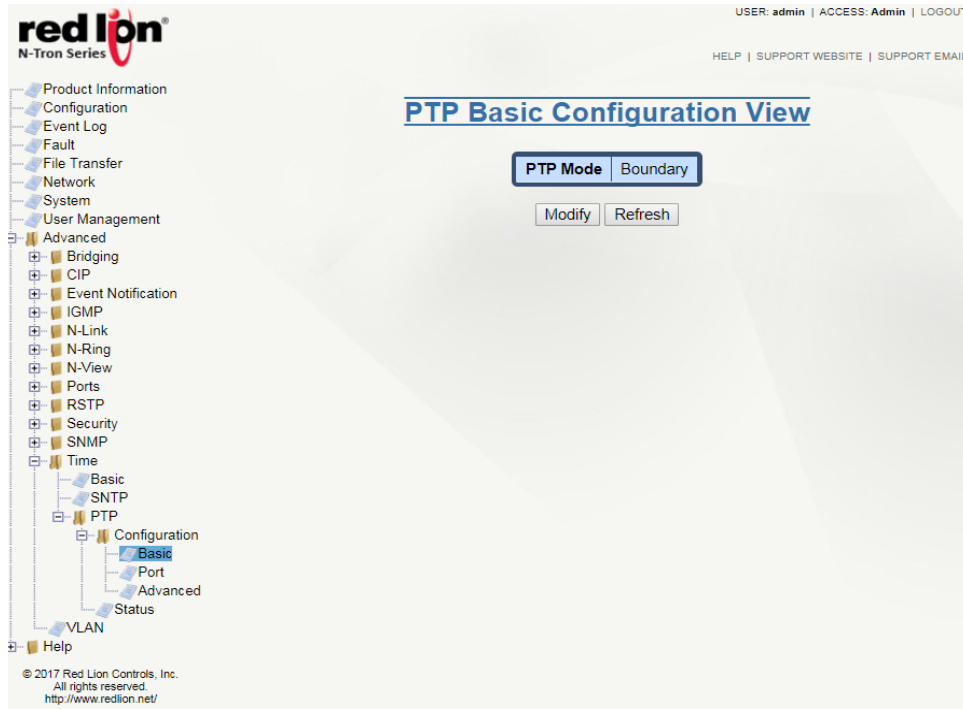 red lion®
N-Tron Series
USER: admin | ACCESS: Admin | LOGOUT
HELP | SUPPORT WEBSITE | SUPPORT EMAIL
Product Information
Configuration
Event Log
Fault
File Transfer
Network
System
User Management
Advanced
Bridging
CIP
Event Notification
IGMP
N-Link
N-Ring
N-View
Ports
RSTP
Security
SNMP
Time
Basic
SNTP
PTP
Configuration
Basic
Port
Advanced
Status
VLAN
Help
© 2017 Red Lion Controls, Inc.
All rights reserved.
http://www.redlion.net/
PTP Basic Configuration View
PTP Mode Boundary
Modify Refresh